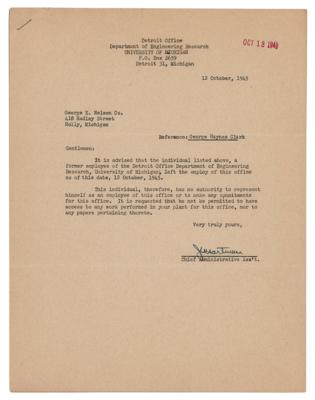 Detroit Office
Department of Engineering Research
UNIVERSITY OF MICHIGAN
P.O. Box 2659
Detroit 31, Michigan
12 October, 1945
George E. Nelson Co.
418 Hadley Street
Holly, Michigan
Reference: George Haynes Clark
Gentlemen:
It is advised that the individual listed above, a
former employee of the Detroit Office Department of Engineering
Research, University of Michigan, left the employ of this office
as of this date, 12 October, 1945.
This individual, therefore, has no authority to represent
himself as an employee of this office or to make any commitments
for this office. It is requested that he not be permitted to have
access to any work performed in your plant for this office, nor to
any papers pertaining thereto.
Very truly yours,
Chief Administrative Ass't.